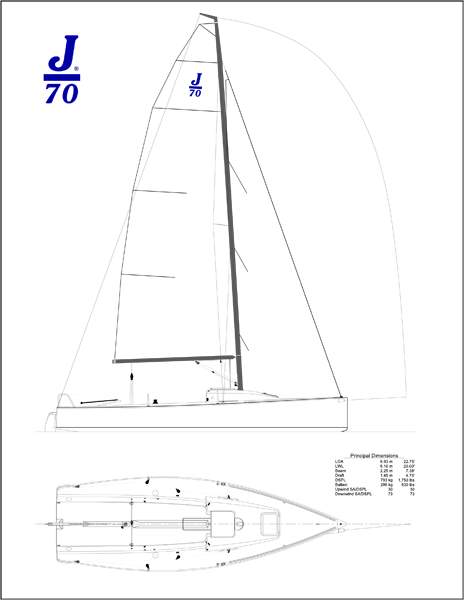 J®
70
J
70
Principal Dimensions
LOA 6.93 m 22.75'
LWL 6.10 m 20.00'
Beam 2.25 m 7.38'
Draft 1.45 m 4.75'
DSPL 793 kg 1,750 lbs
Ballast 286 kg 630 lbs
Upwind SA/DSPL 30 30
Downwind SA/DSPL 73 73